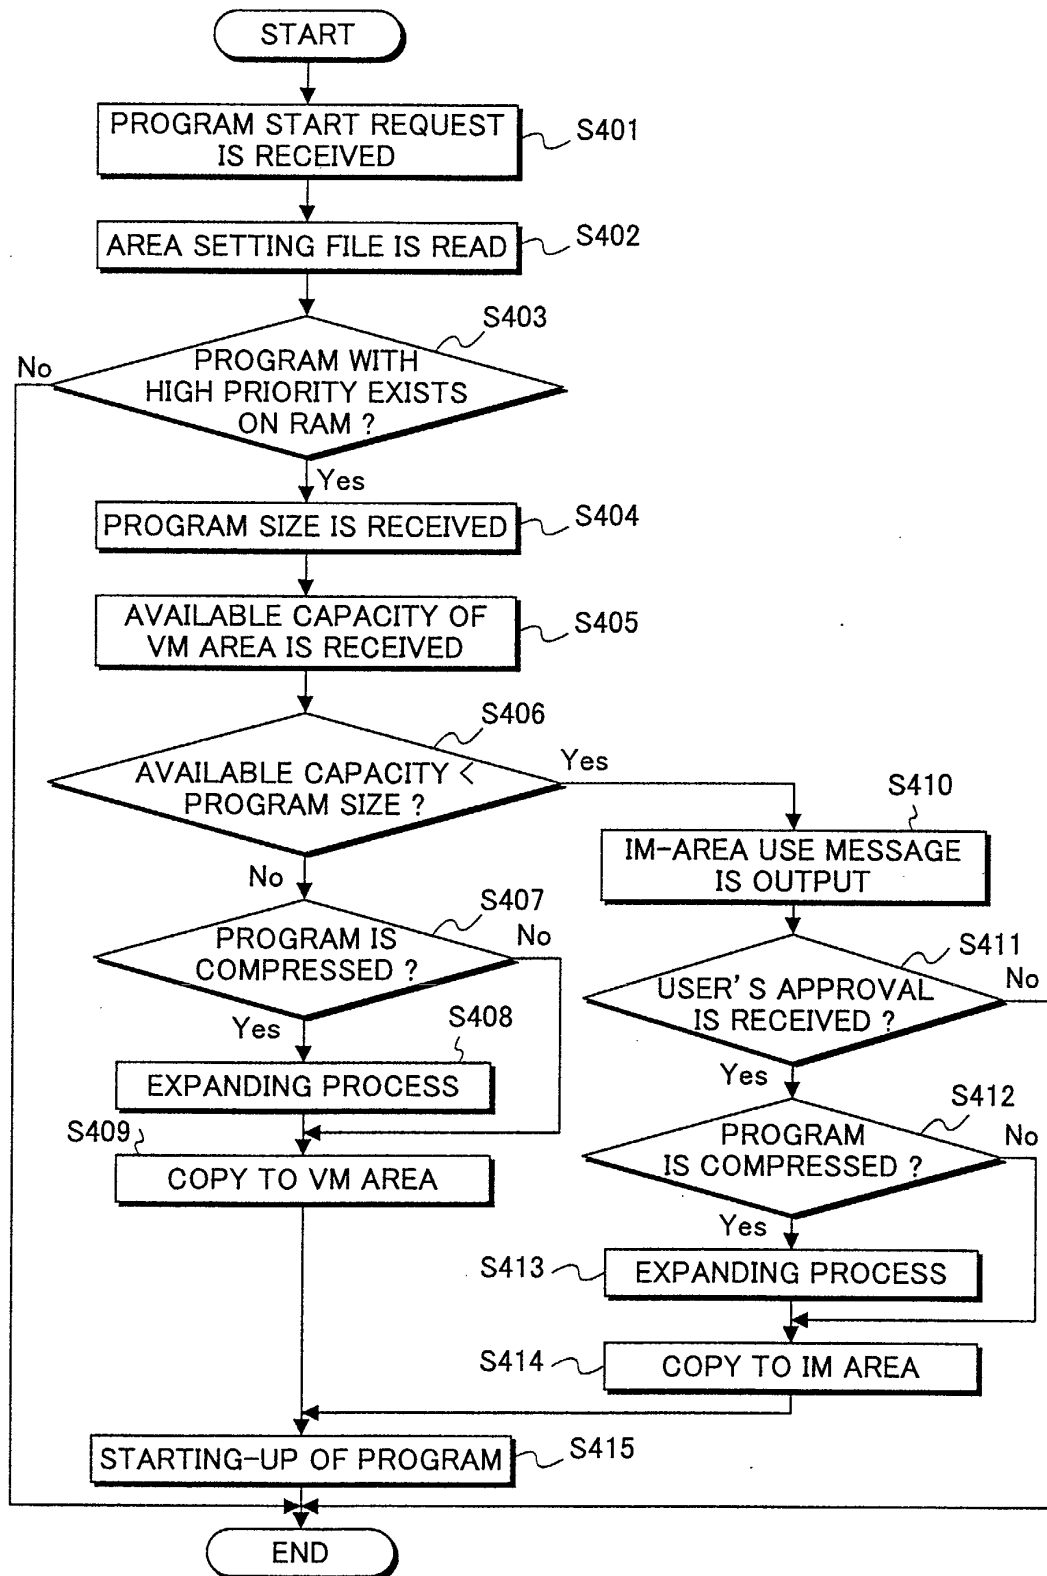 START
PROGRAM START REQUEST
IS RECEIVED
S401
AREA SETTING FILE IS READ
S402
S403
No
PROGRAM WITH
HIGH PRIORITY EXISTS
ON RAM ?
Yes
PROGRAM SIZE IS RECEIVED
S404
AVAILABLE CAPACITY OF
VM AREA IS RECEIVED
S405
S406
AVAILABLE CAPACITY <
PROGRAM SIZE ?
Yes
No
S410
IM-AREA USE MESSAGE
IS OUTPUT
S407
PROGRAM IS
COMPRESSED ?
No
Yes
S411
USER'S APPROVAL
IS RECEIVED ?
No
Yes
S408
EXPANDING PROCESS
S409
COPY TO VM AREA
S412
PROGRAM
IS COMPRESSED ?
No
Yes
S413
EXPANDING PROCESS
S414
COPY TO IM AREA
STARTING-UP OF PROGRAM
S415
END